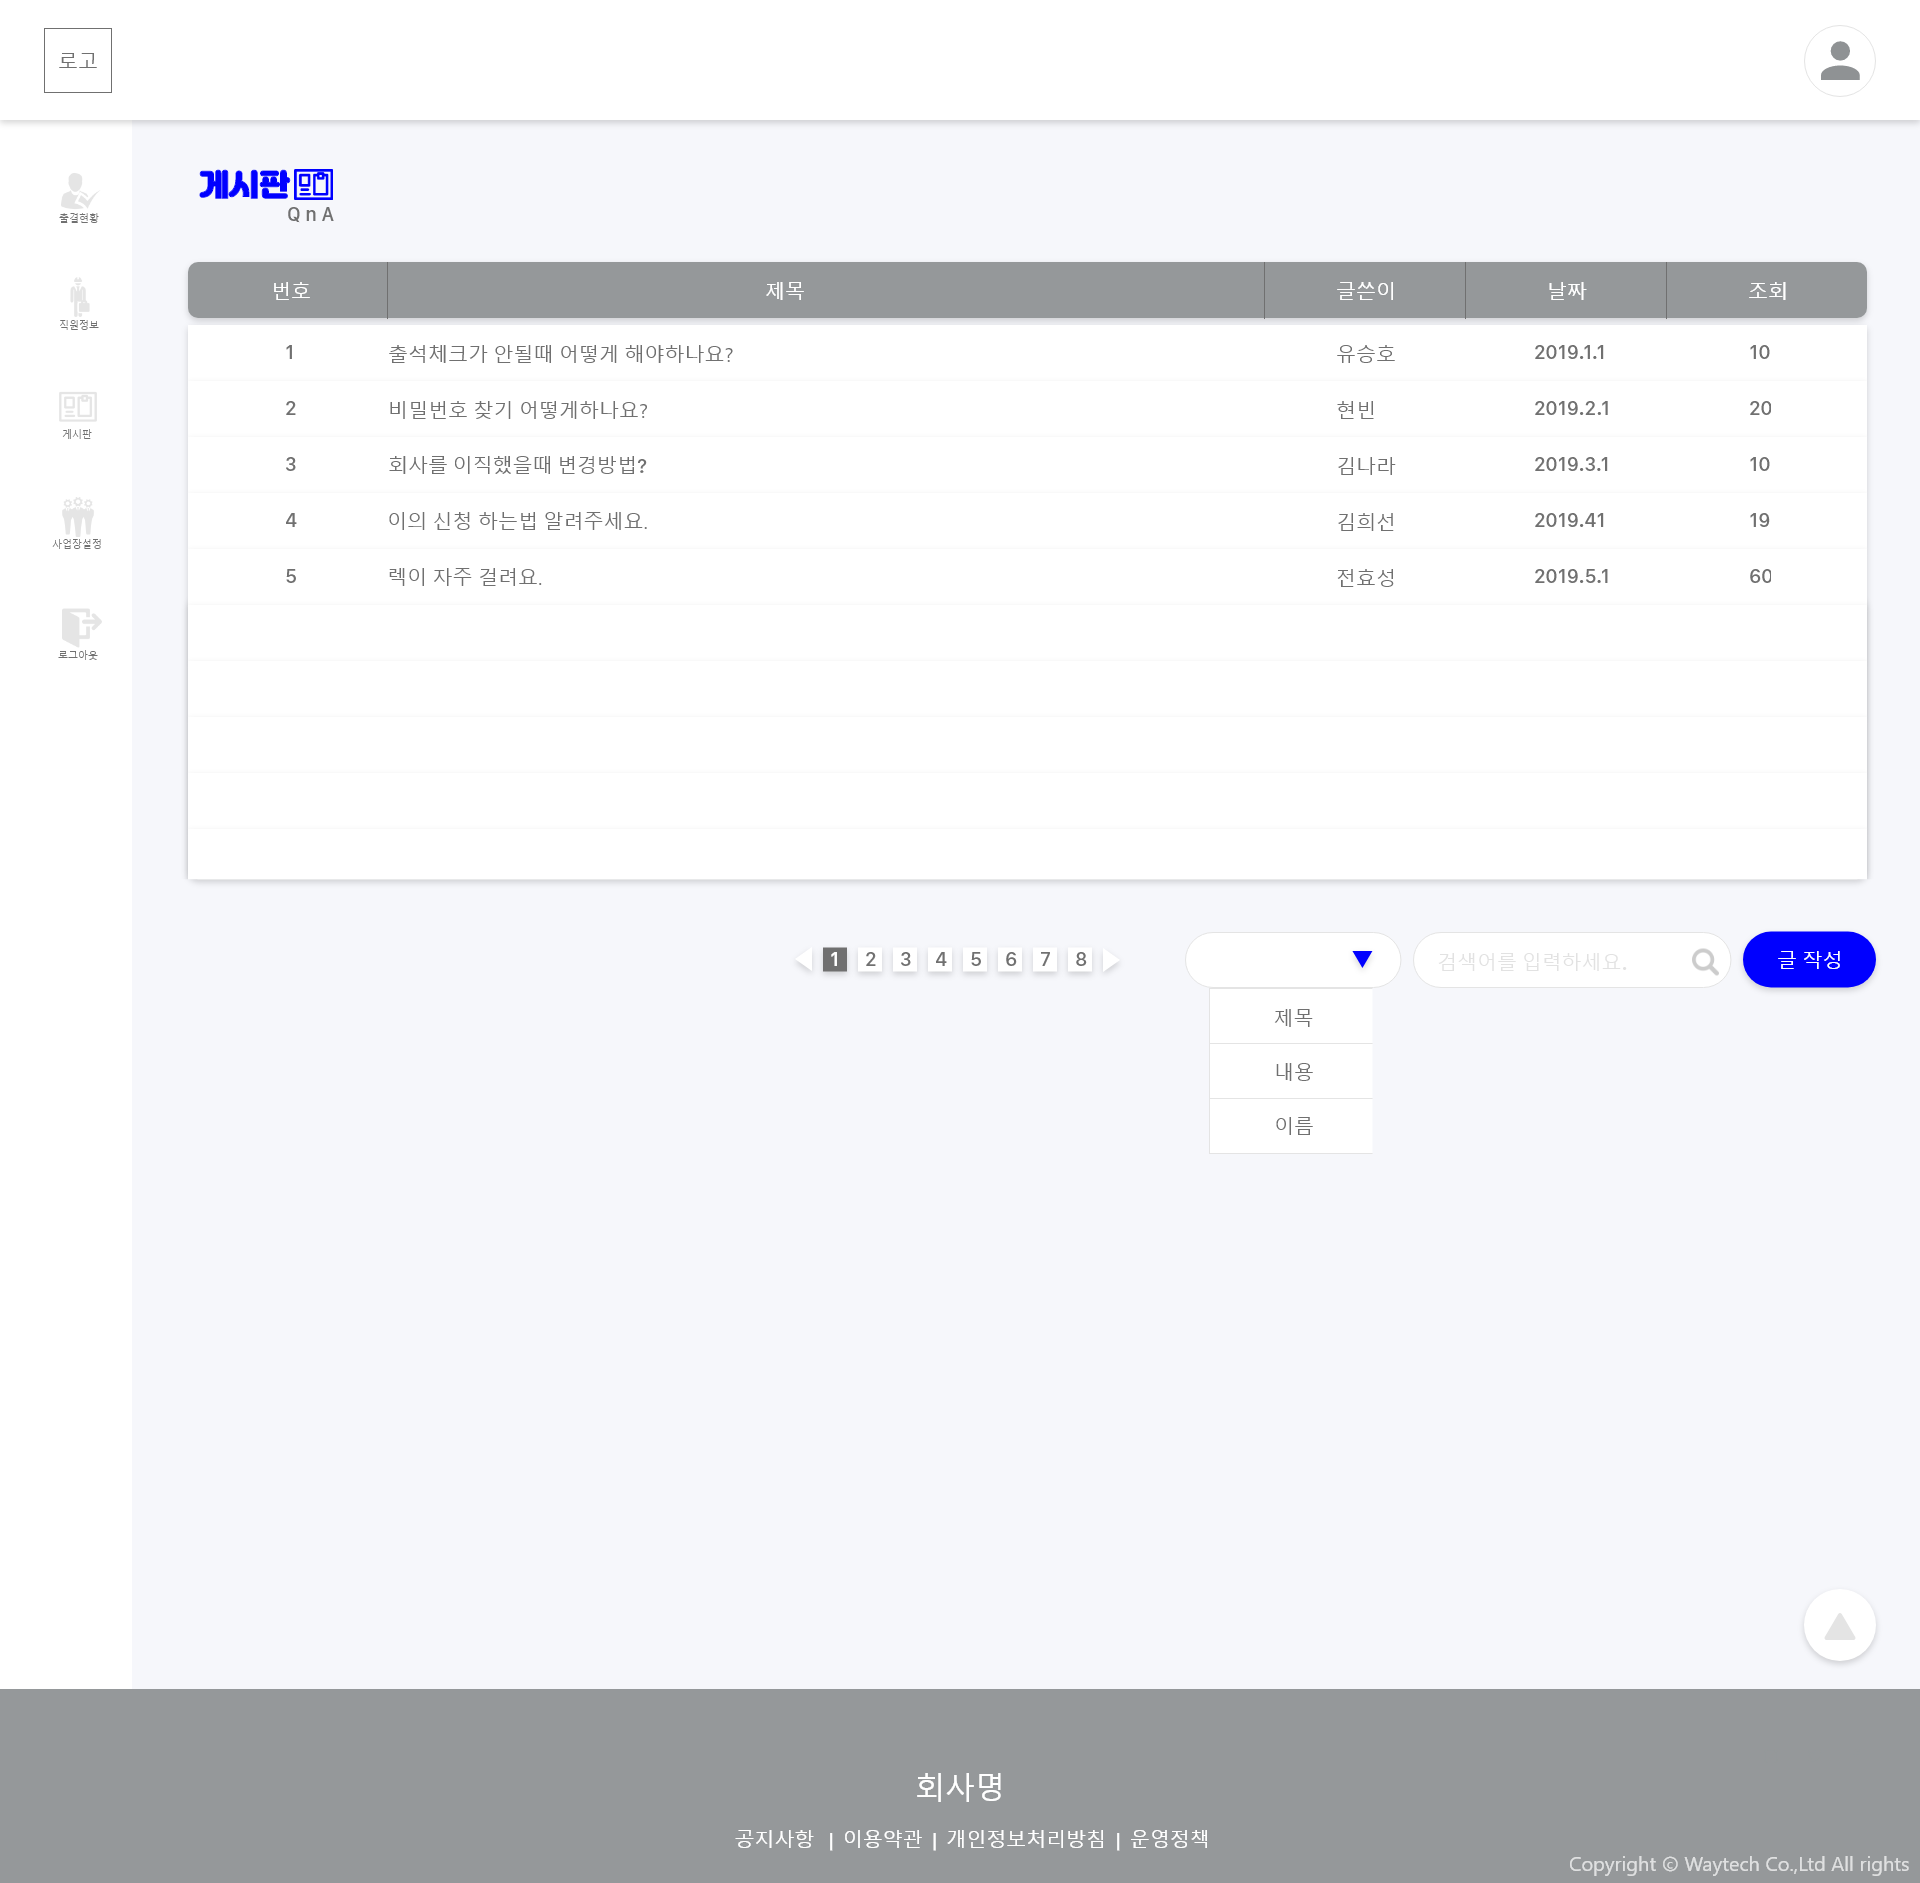 로고
출결현황
직원정보
게시판
사업장설정
로그아웃
게시판
QnA
번호 제목 글쓴이 날짜 조회
1 출석체크가 안될때 어떻게 해야하나요? 유승호 2019.1.1 10
2 비밀번호 찾기 어떻게하나요? 현빈 2019.2.1 20
3 회사를 이직했을때 변경방법? 김나라 2019.3.1 10
4 이의 신청 하는법 알려주세요. 김희선 2019.41 19
5 렉이 자주 걸려요. 전효성 2019.5.1 60
1 2 3 4 5 6 7 8 검색어를 입력하세요. 글 작성
제목
내용
이름
회사명
공지사항 | 이용약관 | 개인정보처리방침 | 운영정책
Copyright © Waytech Co.,Ltd All rights